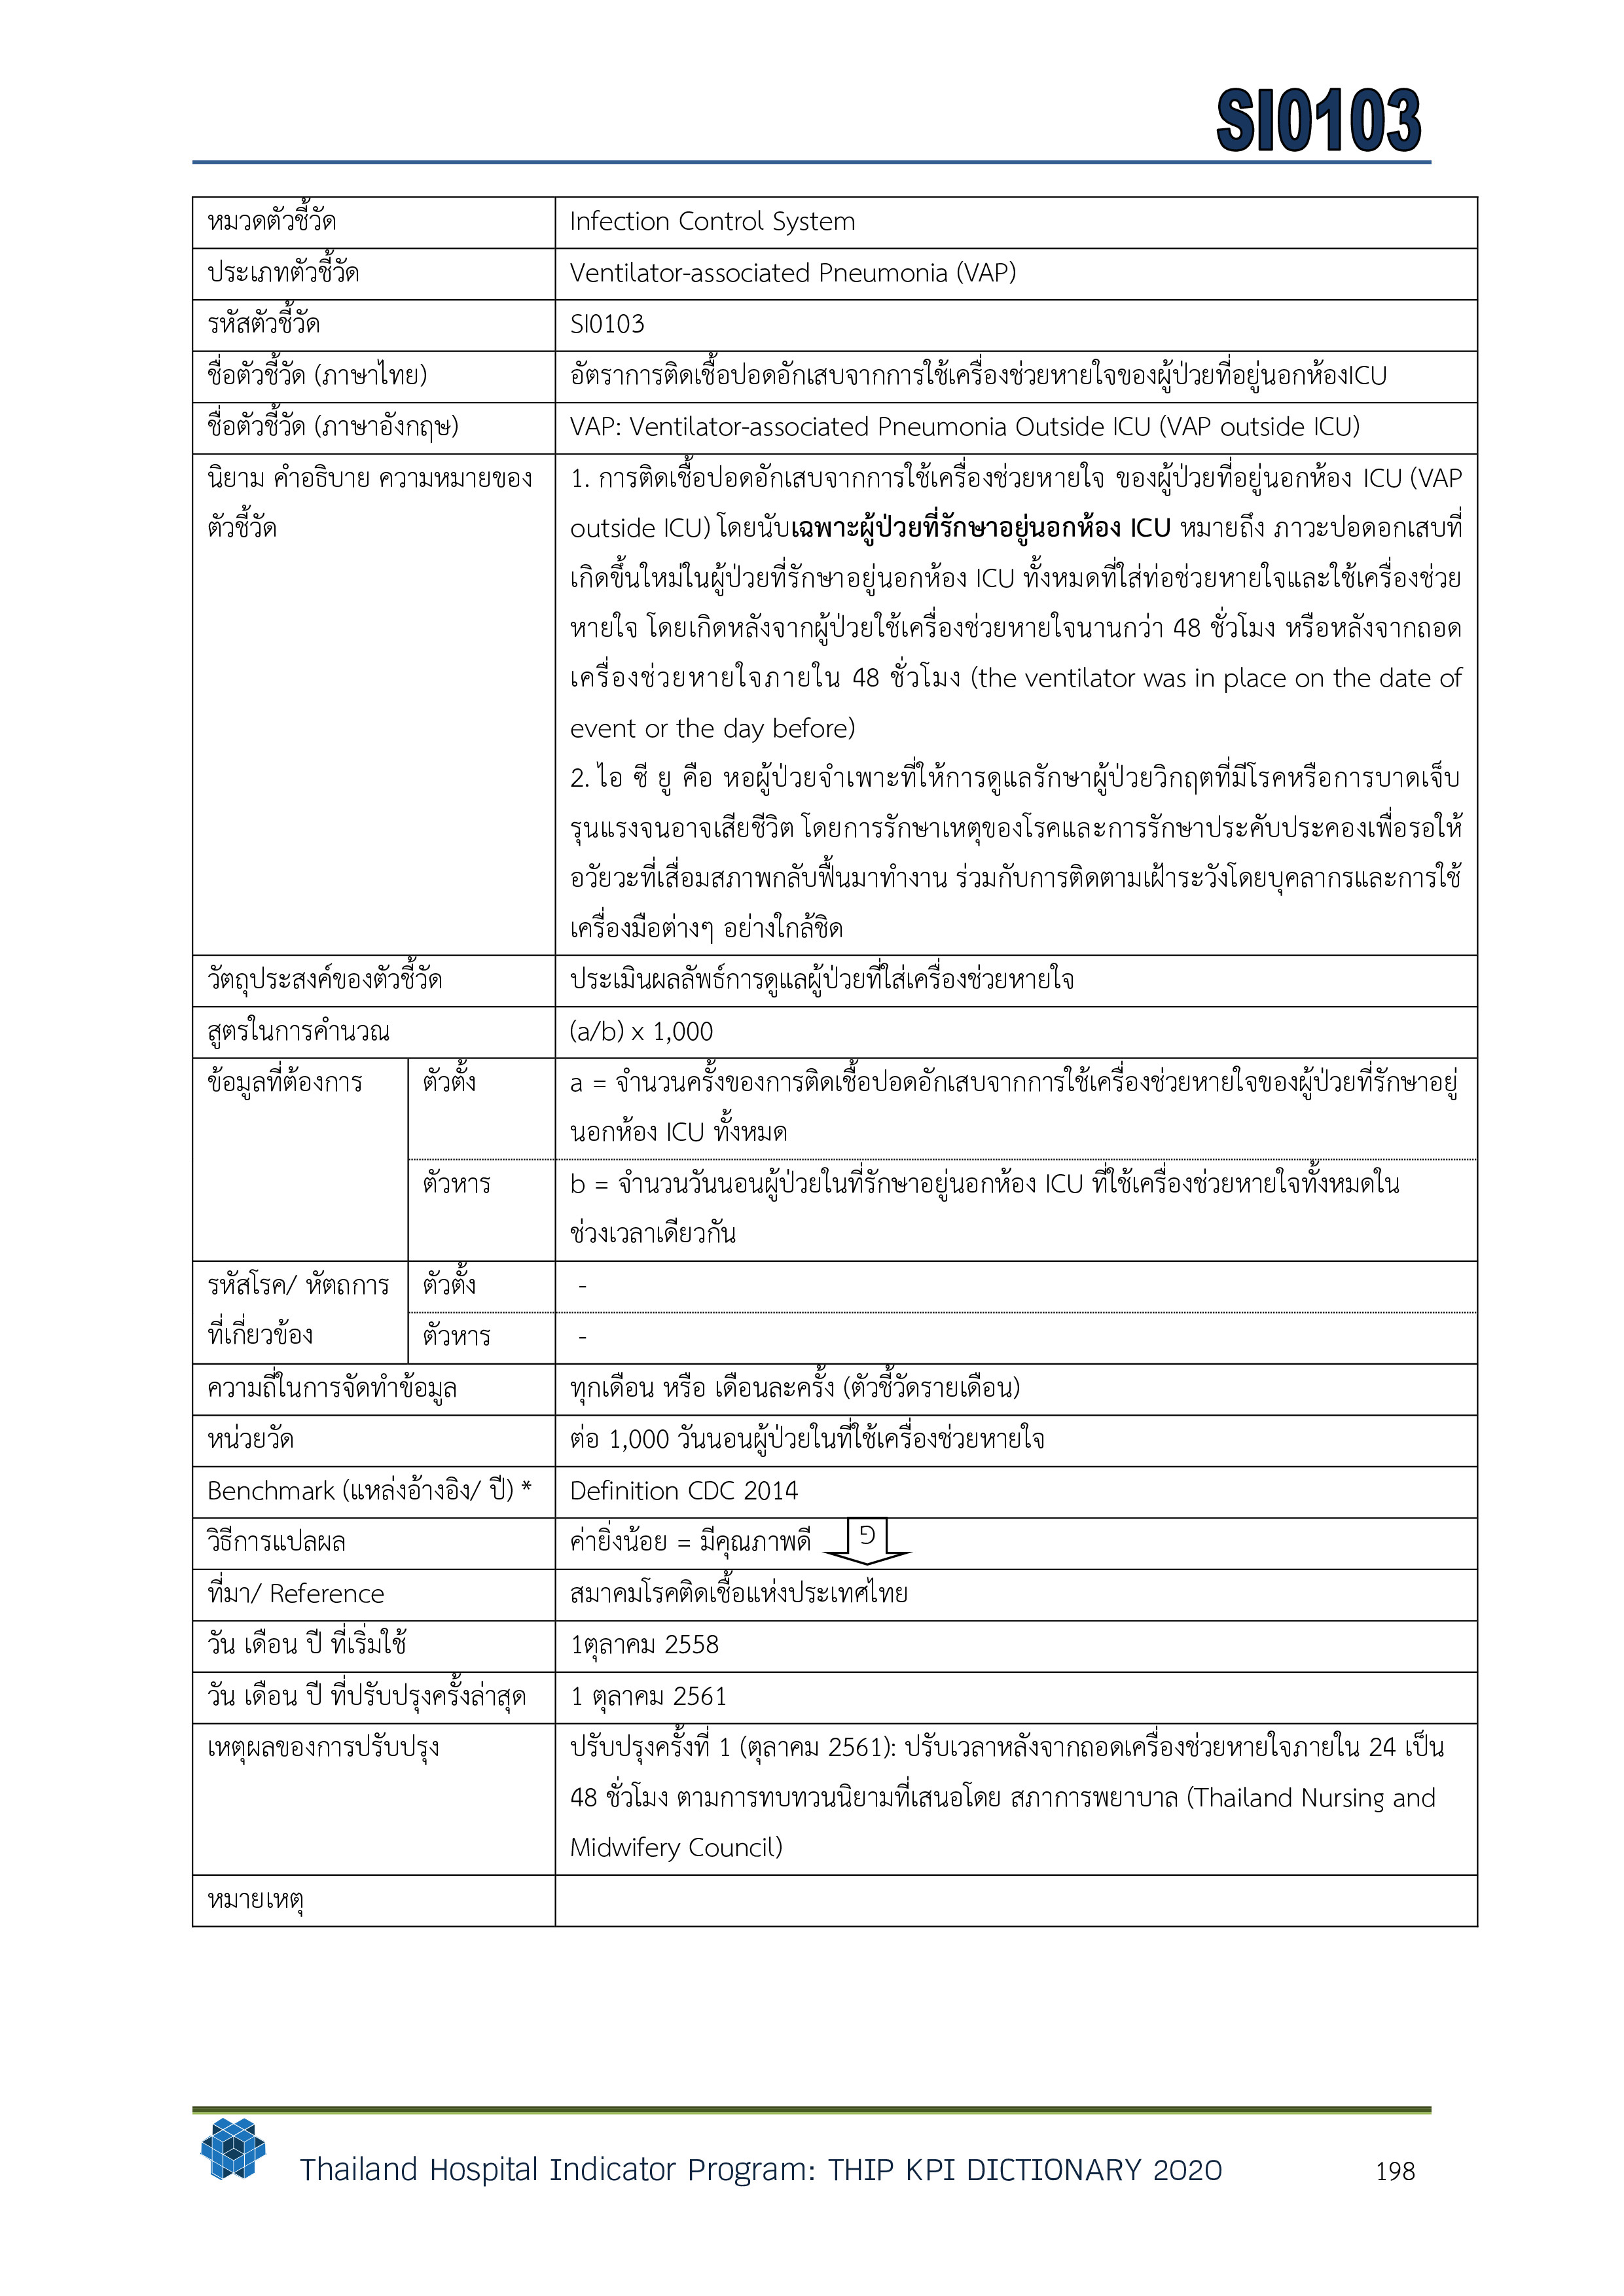 SI0103
หมวดตัวชี้วัด Infection Control System
ประเภทตัวชี้วัด Ventilator-associated Pneumonia (VAP)
รหัสตัวชี้วัด SI0103
ชื่อตัวชี้วัด (ภาษาไทย) อัตราการติดเชื้อปอดอักเสบจากการใช้เครื่องช่วยหายใจของผู้ป่วยที่อยู่นอกห้องICU
ชื่อตัวชี้วัด (ภาษาอังกฤษ) VAP: Ventilator-associated Pneumonia Outside ICU (VAP outside ICU)
นิยาม คำอธิบาย ความหมายของ
ตัวชี้วัด
1. การติดเชื้อปอดอักเสบจากการใช้เครื่องช่วยหายใจ ของผู้ป่วยที่อยู่นอกห้อง ICU (VAP
outside ICU) โดยนับเฉพาะผู้ป่วยที่รักษาอยู่นอกห้อง ICU หมายถึง ภาวะปอดอกเสบที่
เกิดขึ้นใหม่ในผู้ป่วยที่รักษาอยู่นอกห้อง ICU ทั้งหมดที่ใส่ท่อช่วยหายใจและใช้เครื่องช่วย
หายใจ โดยเกิดหลังจากผู้ป่วยใช้เครื่องช่วยหายใจนานกว่า 48 ชั่วโมง หรือหลังจากถอด
เครื่องช่วยหายใจภายใน 48 ชั่วโมง (the ventilator was in place on the date of
event or the day before)
2. ไอ ซี ยู คือ หอผู้ป่วยจำเพาะที่ให้การดูแลรักษาผู้ป่วยวิกฤตที่มีโรคหรือการบาดเจ็บ
รุนแรงจนอาจเสียชีวิต โดยการรักษาเหตุของโรคและการรักษาประคับประคองเพื่อรอให้
อวัยวะที่เสื่อมสภาพกลับฟื้นมาทำงาน ร่วมกับการติดตามเฝ้าระวังโดยบุคลากรและการใช้
เครื่องมือต่างๆ อย่างใกล้ชิด
วัตถุประสงค์ของตัวชี้วัด ประเมินผลลัพธ์การดูแลผู้ป่วยที่ใส่เครื่องช่วยหายใจ
สูตรในการคำนวณ (a/b) x 1,000
ข้อมูลที่ต้องการ ตัวตั้ง a = จำนวนครั้งของการติดเชื้อปอดอักเสบจากการใช้เครื่องช่วยหายใจของผู้ป่วยที่รักษาอยู่
นอกห้อง ICU ทั้งหมด
ตัวหาร b = จำนวนวันนอนผู้ป่วยในที่รักษาอยู่นอกห้อง ICU ที่ใช้เครื่องช่วยหายใจทั้งหมดใน
ช่วงเวลาเดียวกัน
รหัสโรค/ หัตถการ ตัวตั้ง -
ที่เกี่ยวข้อง ตัวหาร -
ความถี่ในการจัดทำข้อมูล ทุกเดือน หรือ เดือนละครั้ง (ตัวชี้วัดรายเดือน)
หน่วยวัด ต่อ 1,000 วันนอนผู้ป่วยในที่ใช้เครื่องช่วยหายใจ
Benchmark (แหล่งอ้างอิง/ ปี) * Definition CDC 2014
วิธีการแปลผล ค่ายิ่งน้อย = มีคุณภาพดี
ที่มา/ Reference สมาคมโรคติดเชื้อแห่งประเทศไทย
วัน เดือน ปี ที่เริ่มใช้ 1ตุลาคม 2558
วัน เดือน ปี ที่ปรับปรุงครั้งล่าสุด 1 ตุลาคม 2561
เหตุผลของการปรับปรุง ปรับปรุงครั้งที่ 1 (ตุลาคม 2561): ปรับเวลาหลังจากถอดเครื่องช่วยหายใจภายใน 24 เป็น
48 ชั่วโมง ตามการทบทวนนิยามที่เสนอโดย สภาการพยาบาล (Thailand Nursing and
Midwifery Council)
หมายเหตุ
Thailand Hospital Indicator Program: THIP KPI DICTIONARY 2020 198